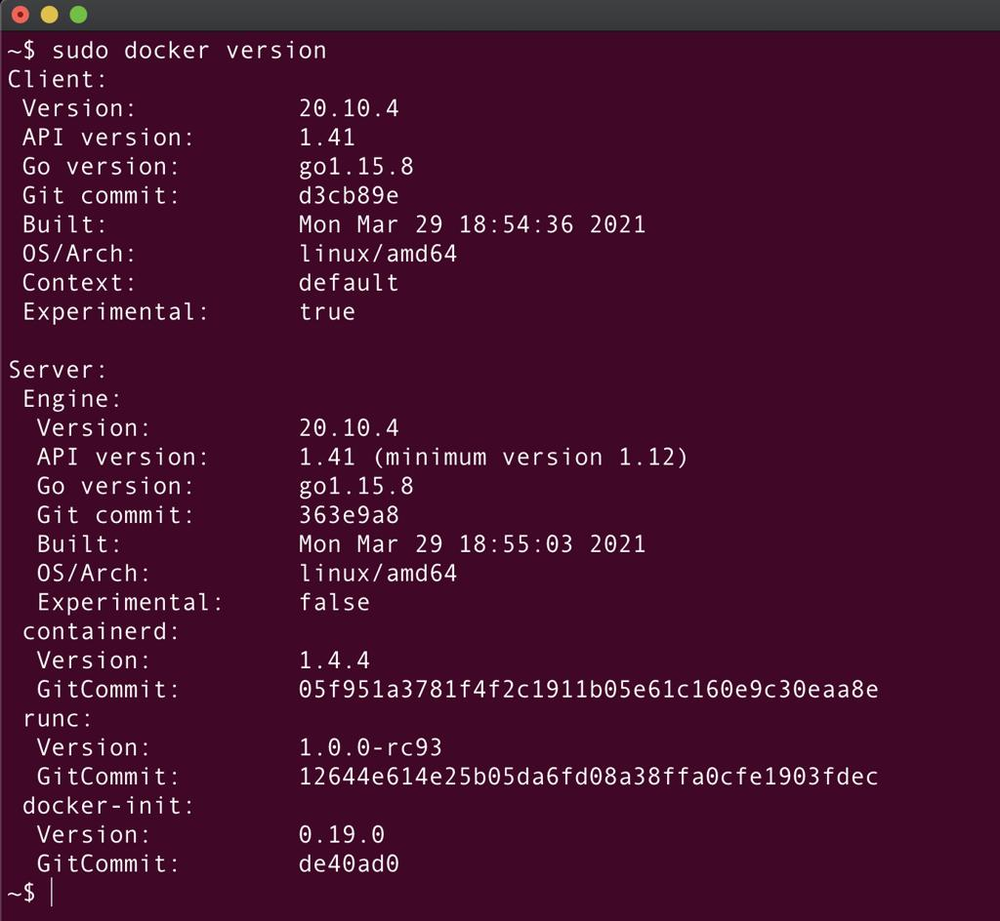 ~$ sudo docker version
Client:
 Version:           20.10.4
 API version:       1.41
 Go version:        go1.15.8
 Git commit:        d3cb89e
 Built:             Mon Mar 29 18:54:36 2021
 OS/Arch:           linux/amd64
 Context:           default
 Experimental:      true

Server:
 Engine:
  Version:          20.10.4
  API version:      1.41 (minimum version 1.12)
  Go version:       go1.15.8
  Git commit:       363e9a8
  Built:            Mon Mar 29 18:55:03 2021
  OS/Arch:          linux/amd64
  Experimental:     false
 containerd:
  Version:          1.4.4
  GitCommit:        05f951a3781f4f2c1911b05e61c160e9c30eaa8e
 runc:
  Version:          1.0.0-rc93
  GitCommit:        12644e614e25b05da6fd08a38ffa0cfe1903fdec
 docker-init:
  Version:          0.19.0
  GitCommit:        de40ad0
~$